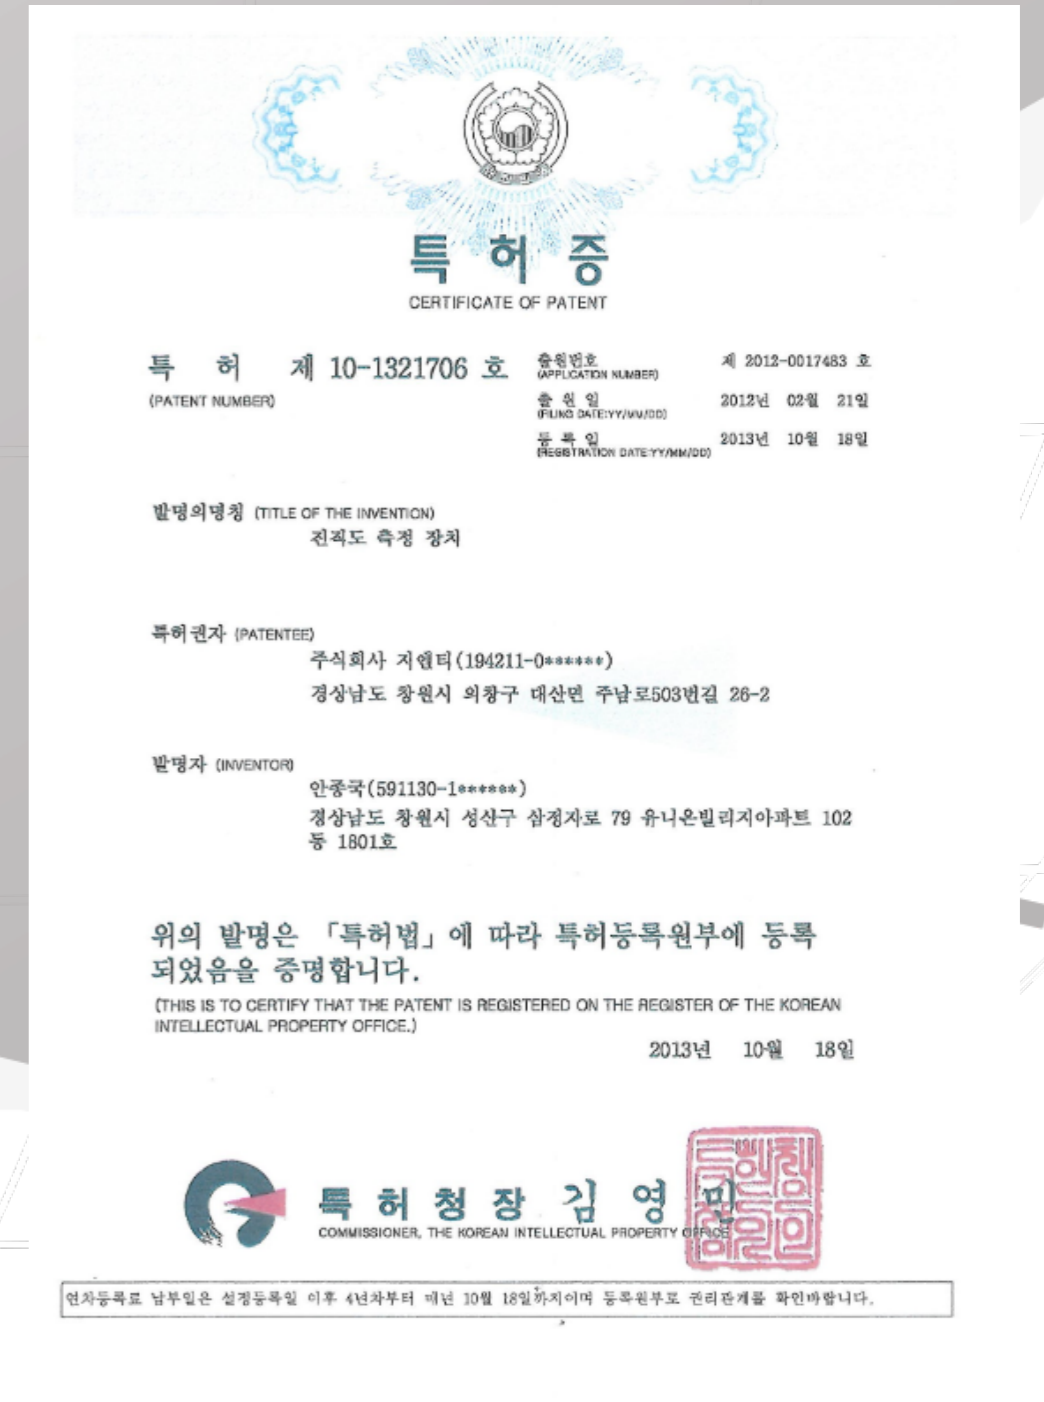 특 허 증
CERTIFICATE OF PATENT
특 허 제 10-1321706 호
(PATENT NUMBER)
출원번호 제 2012-0017483 호
(APPLICATION NUMBER)
출 원 일 2012년 02월 21일
(FILING DATE:YY/MM/DD)
등 록 일 2013년 10월 18일
(REGISTRATION DATE:YY/MM/DD)
발명의명칭 (TITLE OF THE INVENTION)
진직도 측정 장치
특허권자 (PATENTEE)
주식회사 지엔티(194211-0******)
경상남도 창원시 의창구 대산면 주남로503번길 26-2
발명자 (INVENTOR)
안종국(591130-1******)
경상남도 창원시 성산구 삼정자로 79 유니온빌리지아파트 102
동 1801호
위의 발명은 「특허법」에 따라 특허등록원부에 등록
되었음을 증명합니다.
(THIS IS TO CERTIFY THAT THE PATENT IS REGISTERED ON THE REGISTER OF THE KOREAN
INTELLECTUAL PROPERTY OFFICE.)
2013년 10월 18일
특 허 청 장 김 영 민
COMMISSIONER, THE KOREAN INTELLECTUAL PROPERTY OFFICE
연차등록료 납부일은 설정등록일 이후 4년차부터 매년 10월 18일까지이며 등록원부로 권리관계를 확인바랍니다.